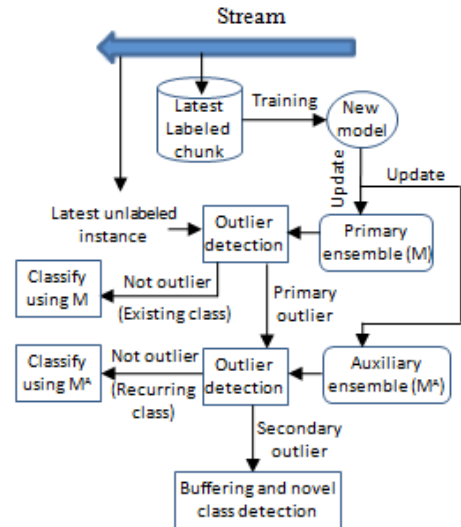 Stream
Latest
Labeled
chunk
Training
New
model
Update
Update
Latest unlabeled
instance
Outlier
detection
Primary
ensemble (M)
Classify
using M
Not outlier
(Existing class)
Primary
outlier
Classify
using Mᴬ
Not outlier
(Recurring
class)
Outlier
detection
Auxiliary
ensemble (Mᴬ)
Secondary
outlier
Buffering and novel
class detection